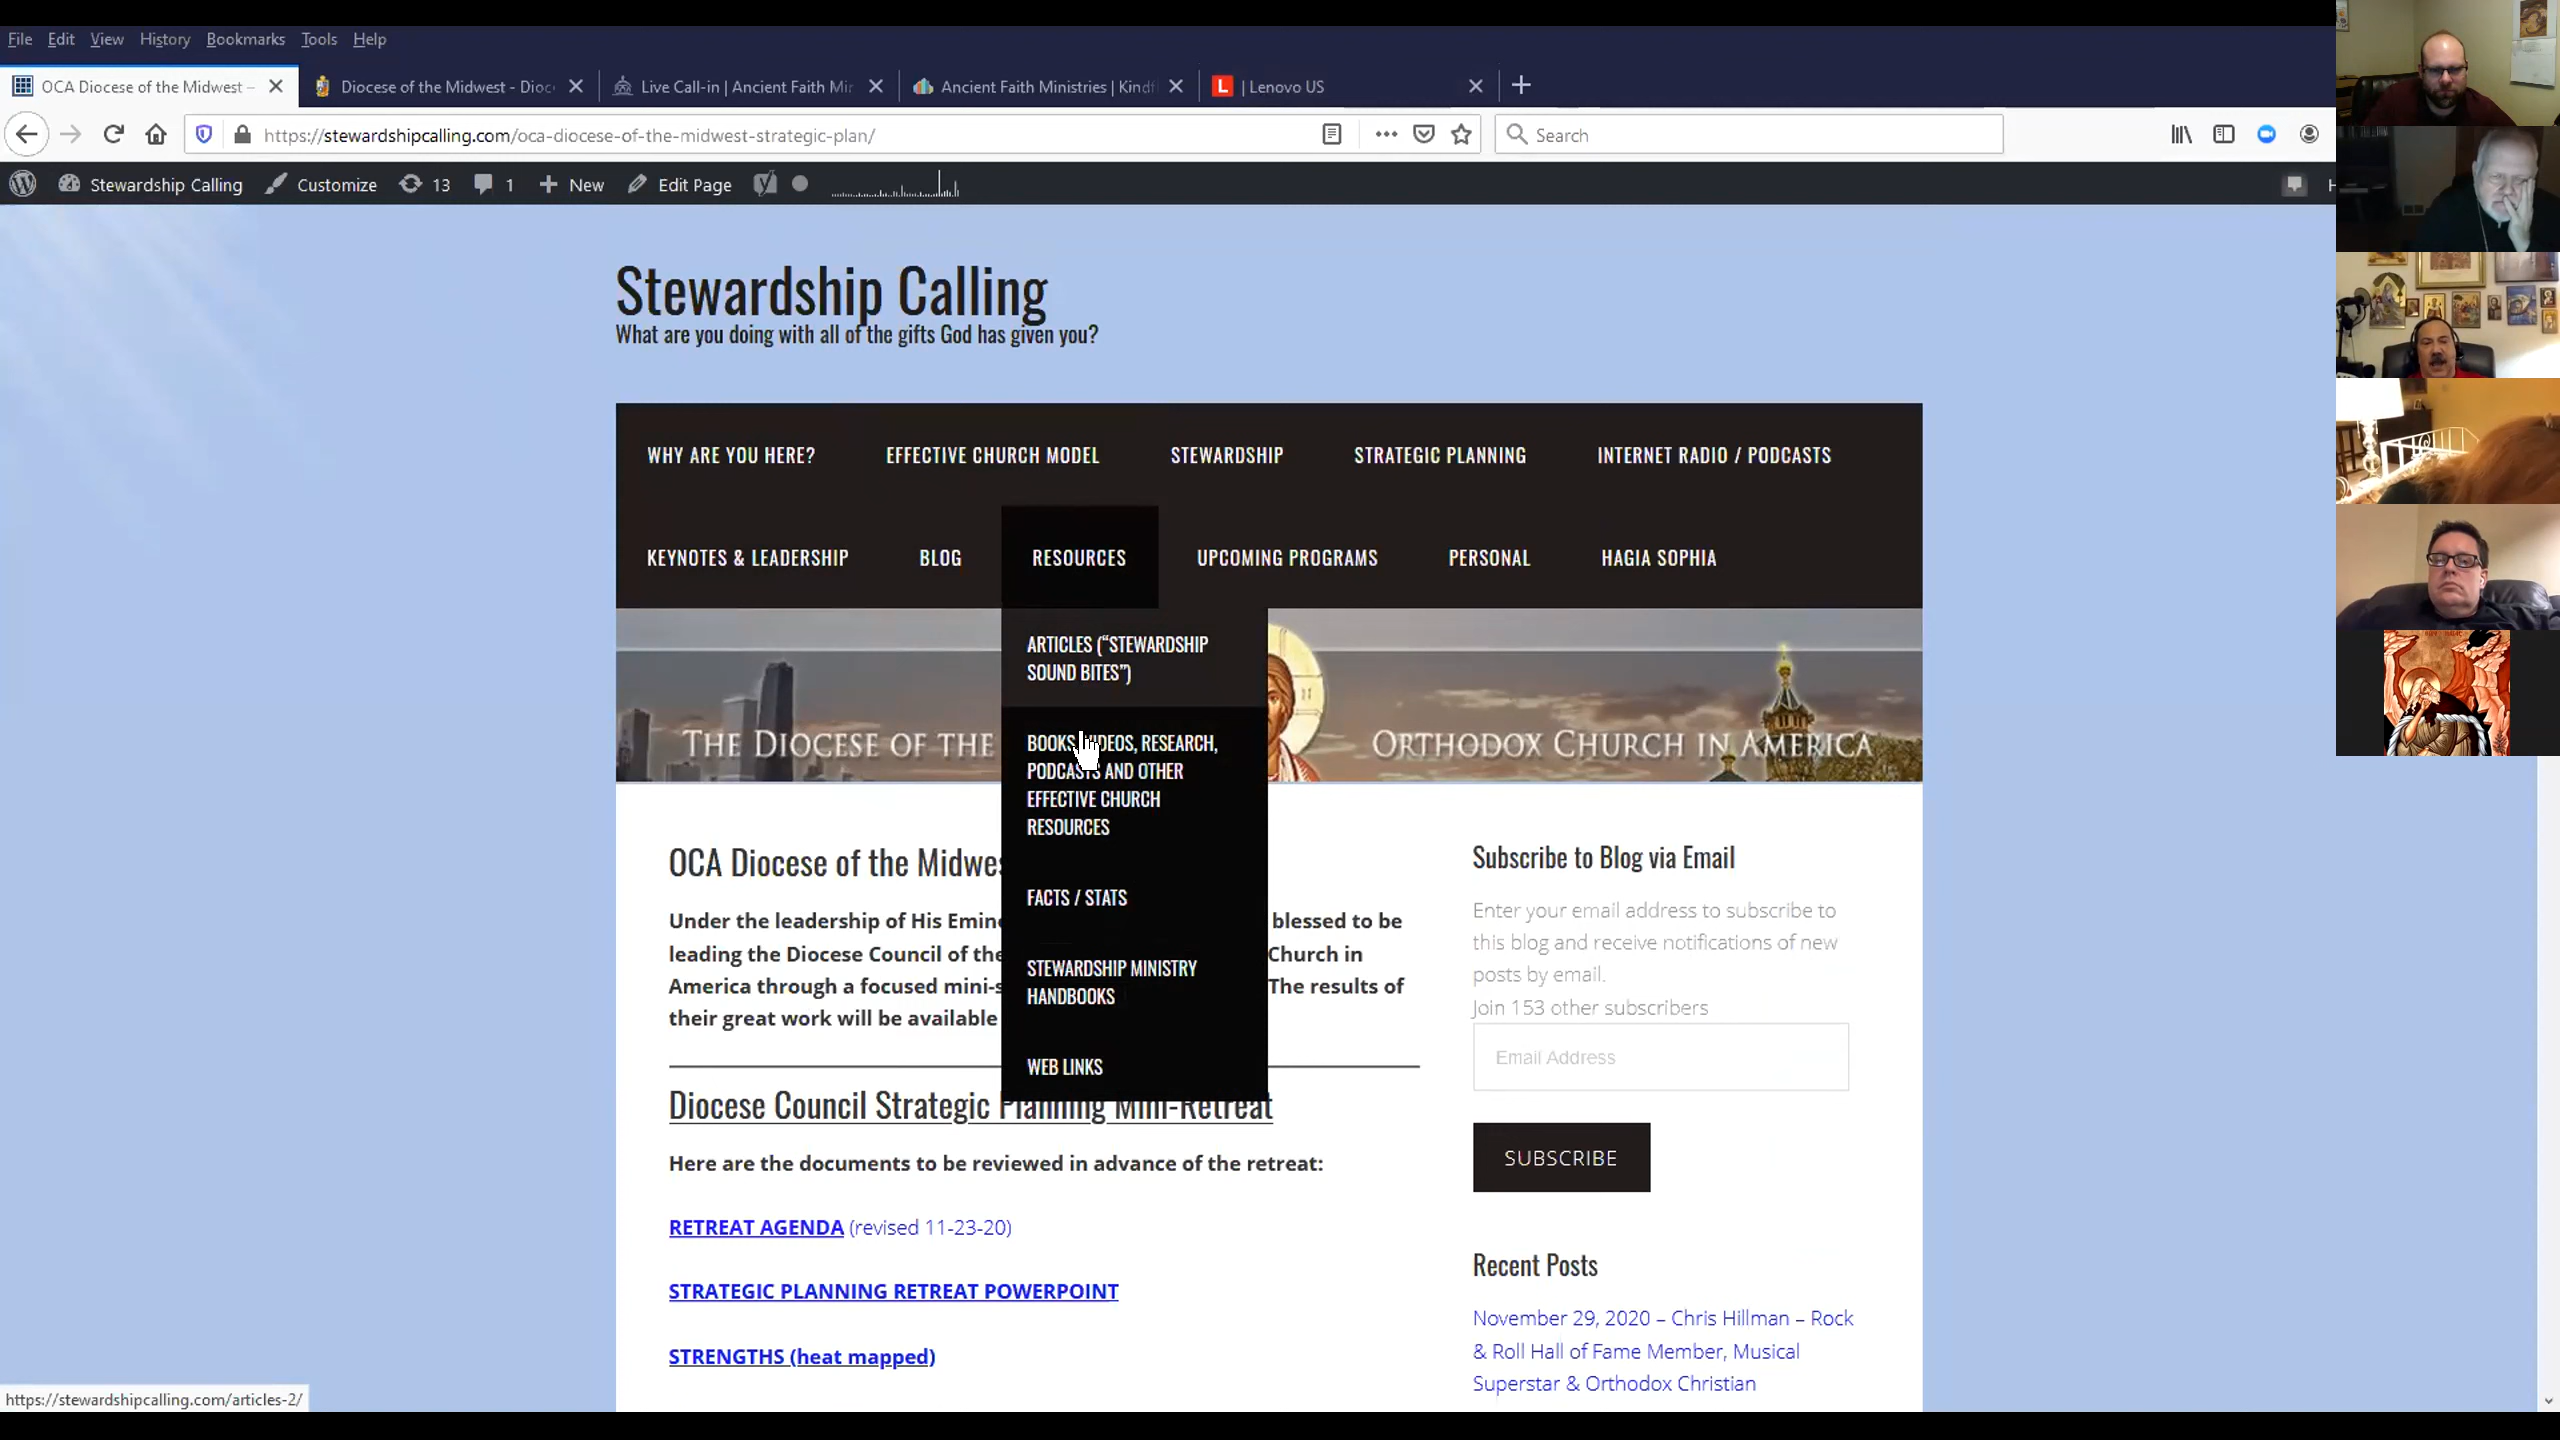 File Edit View History Bookmarks Tools Help
OCA Diocese of the Midwest –
Diocese of the Midwest - Dioc
Live Call-in | Ancient Faith Min
Ancient Faith Ministries | Kindf
L | Lenovo US
https://stewardshipcalling.com/oca-diocese-of-the-midwest-strategic-plan/
Search
Stewardship Calling Customize 13 1 New Edit Page
H
Stewardship Calling
What are you doing with all of the gifts God has given you?
WHY ARE YOU HERE? EFFECTIVE CHURCH MODEL STEWARDSHIP STRATEGIC PLANNING INTERNET RADIO / PODCASTS
KEYNOTES & LEADERSHIP BLOG RESOURCES UPCOMING PROGRAMS PERSONAL HAGIA SOPHIA
ARTICLES (“STEWARDSHIP
SOUND BITES”)
BOOKS, VIDEOS, RESEARCH,
PODCASTS AND OTHER
EFFECTIVE CHURCH
RESOURCES
FACTS / STATS
STEWARDSHIP MINISTRY
HANDBOOKS
WEB LINKS
THE DIOCESE OF THE
ORTHODOX CHURCH IN AMERICA
OCA Diocese of the Midwes
Under the leadership of His Emin blessed to be
leading the Diocese Council of the Church in
America through a focused mini-s The results of
their great work will be available
Diocese Council Strategic Planning Mini-Retreat
Here are the documents to be reviewed in advance of the retreat:
RETREAT AGENDA (revised 11-23-20)
STRATEGIC PLANNING RETREAT POWERPOINT
STRENGTHS (heat mapped)
Subscribe to Blog via Email
Enter your email address to subscribe to
this blog and receive notifications of new
posts by email.
Join 153 other subscribers
Email Address
SUBSCRIBE
Recent Posts
November 29, 2020 – Chris Hillman – Rock
& Roll Hall of Fame Member, Musical
Superstar & Orthodox Christian
https://stewardshipcalling.com/articles-2/